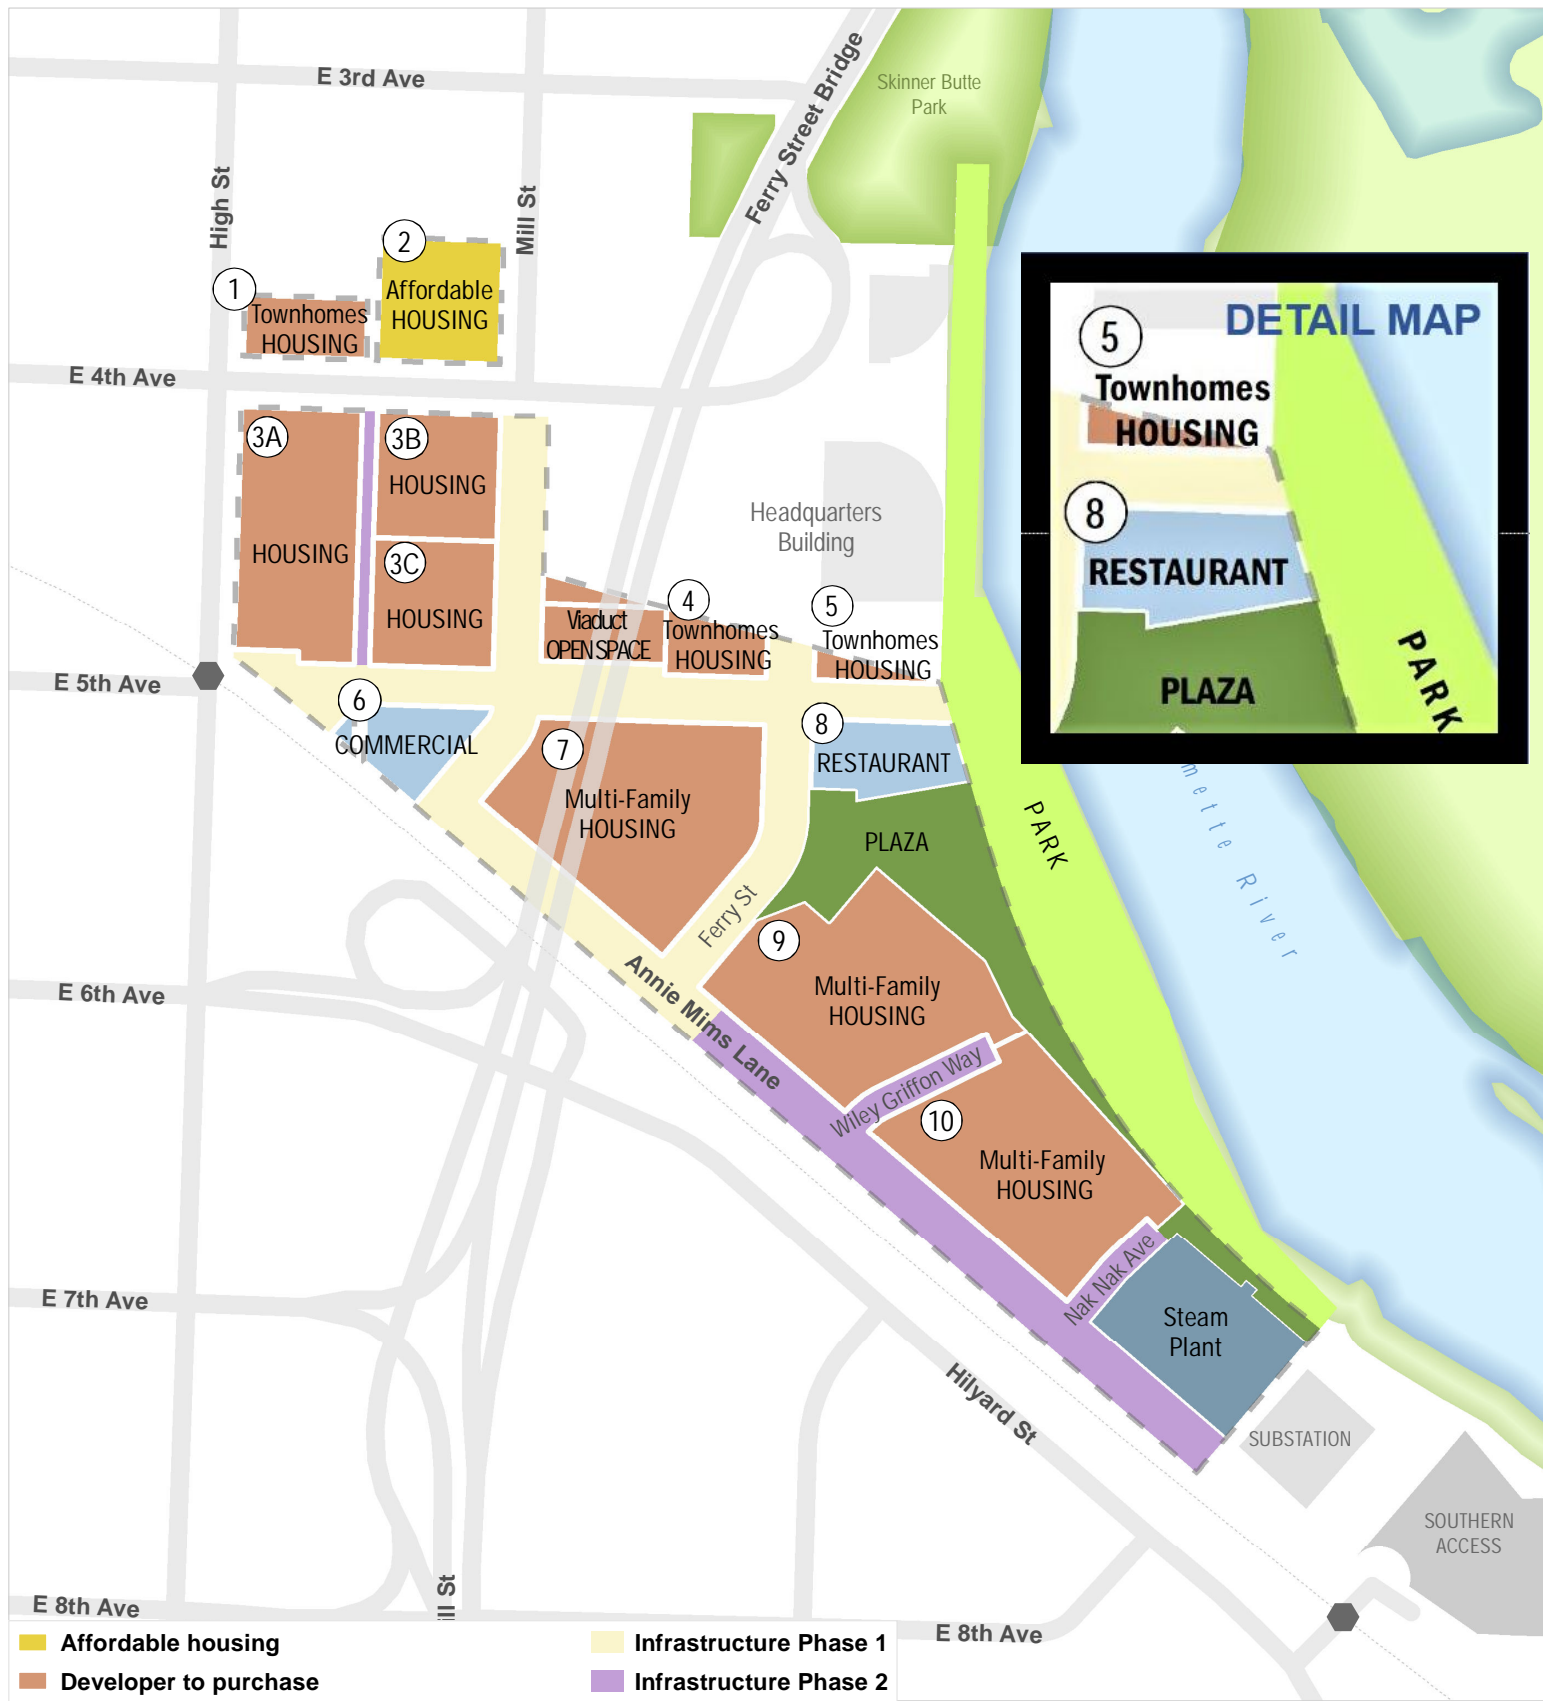 E 3rd Ave
Ferry Street Bridge
Skinner Butte
Park
High St
Mill St
2
Affordable
HOUSING
1
Townhomes
HOUSING
E 4th Ave
DETAIL MAP
5
Townhomes
HOUSING
8
RESTAURANT
PLAZA
PARK
3A
HOUSING
3B
HOUSING
3C
HOUSING
Headquarters
Building
Viaduct
OPEN SPACE
4
Townhomes
HOUSING
5
Townhomes
HOUSING
E 5th Ave
6
COMMERCIAL
7
Multi-Family
HOUSING
8
RESTAURANT
PLAZA
PARK
mette River
Ferry St
9
Multi-Family
HOUSING
E 6th Ave
Annie Mims Lane
Wiley Griffon Way
10
Multi-Family
HOUSING
Nak Nak Ave
E 7th Ave
Steam
Plant
Hilyard St
SUBSTATION
SOUTHERN
ACCESS
ill St
E 8th Ave
E 8th Ave
Affordable housing
Developer to purchase
Infrastructure Phase 1
Infrastructure Phase 2